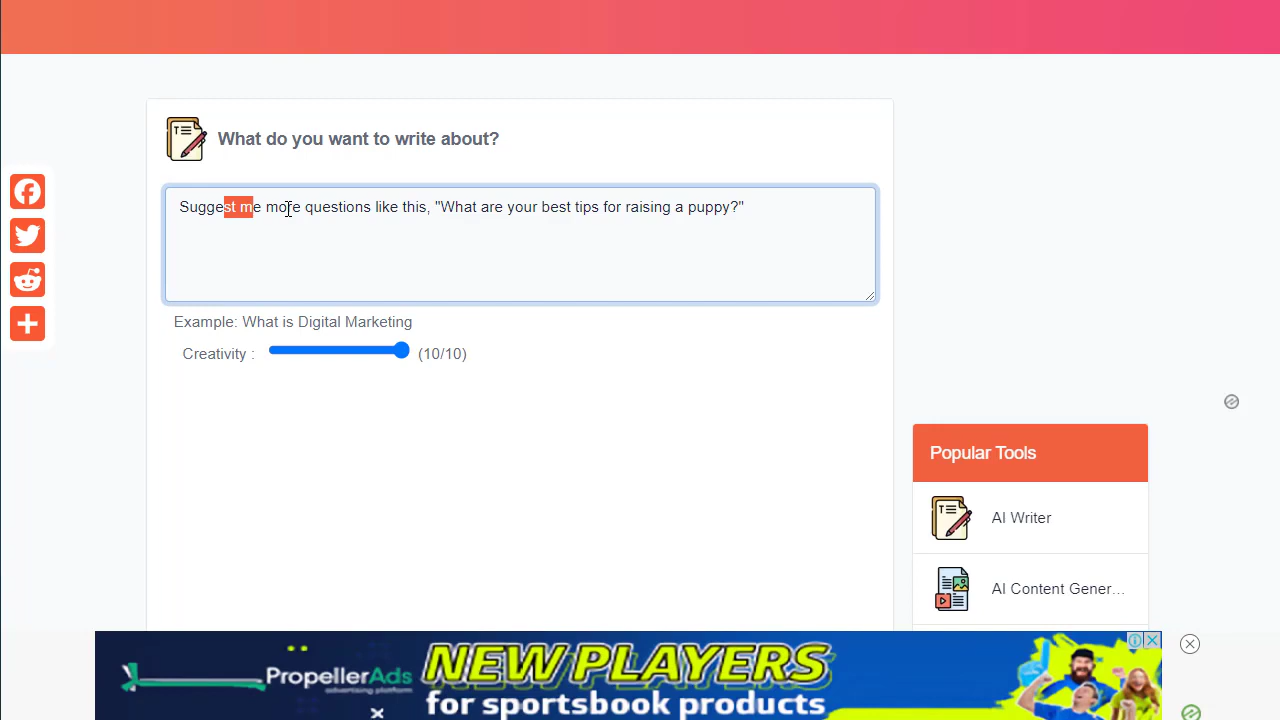 What do you want to write about?
Suggest me more questions like this, "What are your best tips for raising a puppy?"
Example: What is Digital Marketing
Creativity : (10/10)
Popular Tools
AI Writer
AI Content Gener...
PropellerAds
advertising platform
NEW PLAYERS
for sportsbook products